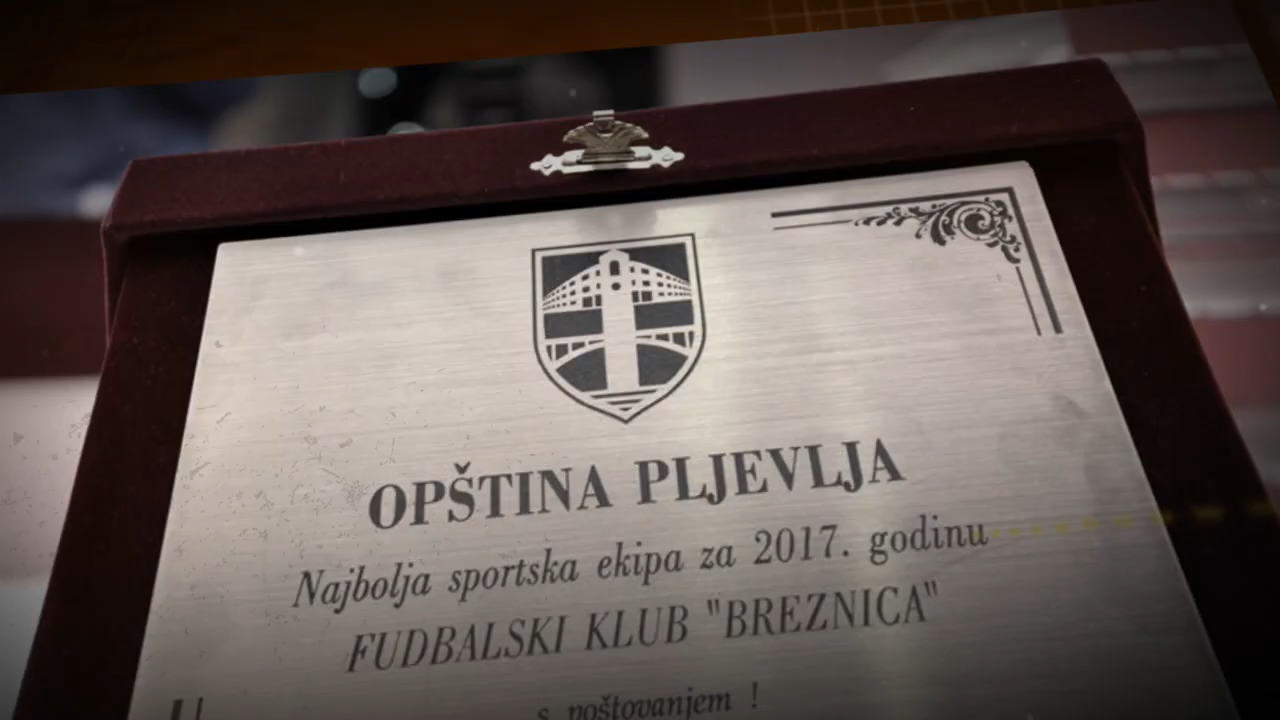 OPŠTINA PLJEVLJA
Najbolja sportska ekipa za 2017. godinu
FUDBALSKI KLUB "BREZNICA"
s poštovanjem !